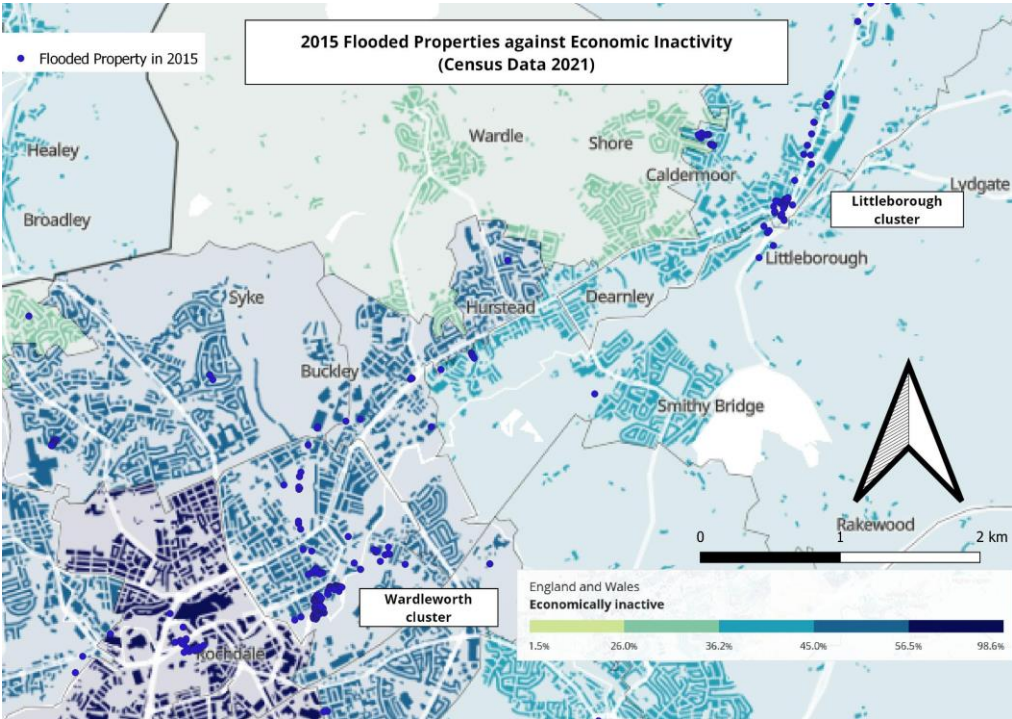 2015 Flooded Properties against Economic Inactivity
(Census Data 2021)
Flooded Property in 2015
Healey
Wardle
Shore
Caldermoor
Lydgate
Broadley
Littleborough
cluster
Littleborough
Syke
Hurstead
Dearnley
Buckley
Smithy Bridge
Rakewood
0 1 2 km
Wardleworth
cluster
Rochdale
England and Wales
Economically inactive
1.5% 26.0% 36.2% 45.0% 56.5% 98.6%